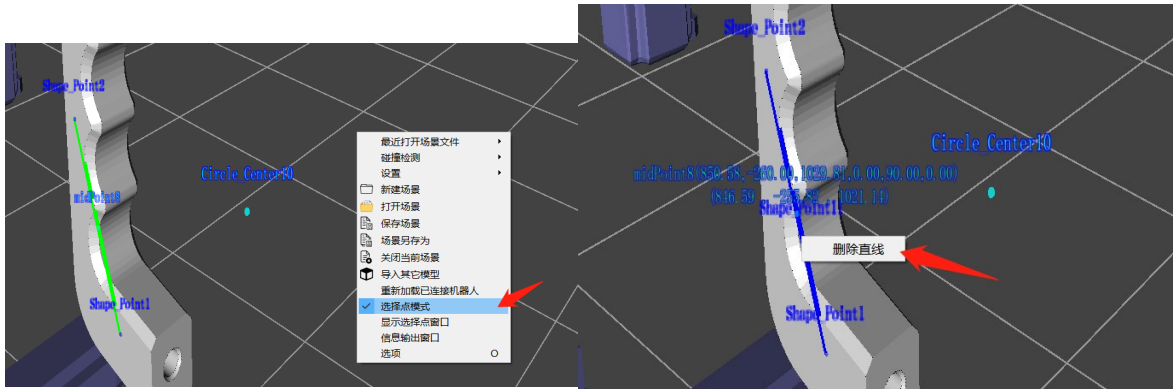 Shape_Point2
midPoint8
Shape_Point1
Circle_Center10
最近打开场景文件
碰撞检测
设置
新建场景
打开场景
保存场景
场景另存为
关闭当前场景
导入其它模型
重新加载已连接机器人
选择点模式
显示选择点窗口
信息输出窗口
选项 O
Shape_Point2
Circle_Center10
midPoint8(850.58,-260.00,1029.81,0.00,90.00,0.00)
Shape_Point1
删除直线
Shape_Point1